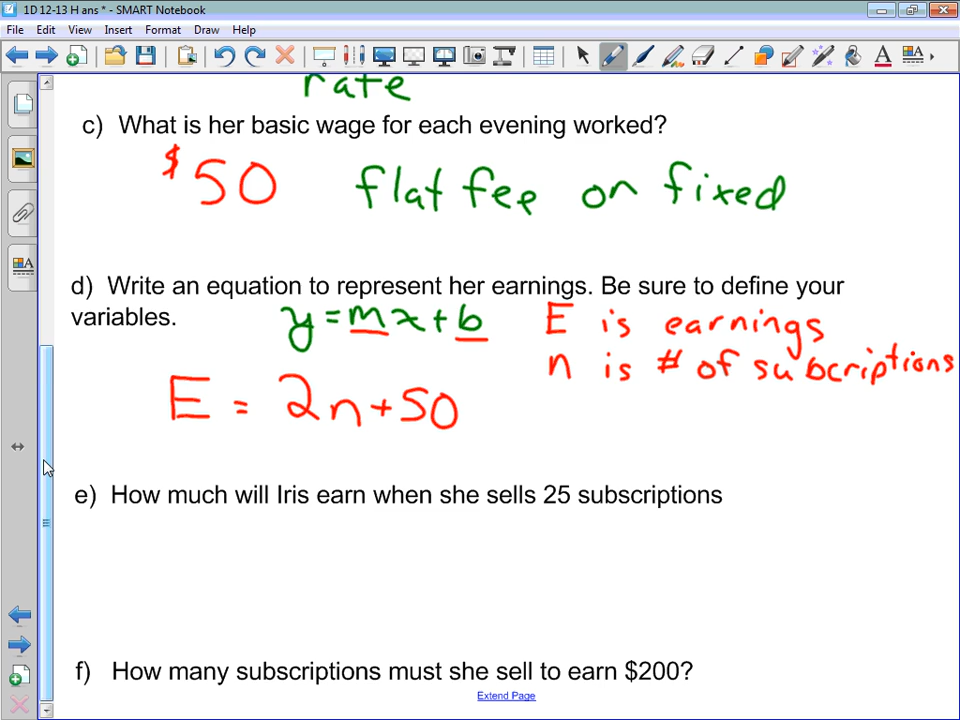 1D 12-13 H ans * - SMART Notebook
File Edit View Insert Format Draw Help
rate
c) What is her basic wage for each evening worked?
$50 flat fee on fixed
d) Write an equation to represent her earnings. Be sure to define your
variables. y = mx + b E is earnings
n is # of subcriptions
E = 2n+50
e) How much will Iris earn when she sells 25 subscriptions
f) How many subscriptions must she sell to earn $200?
Extend Page